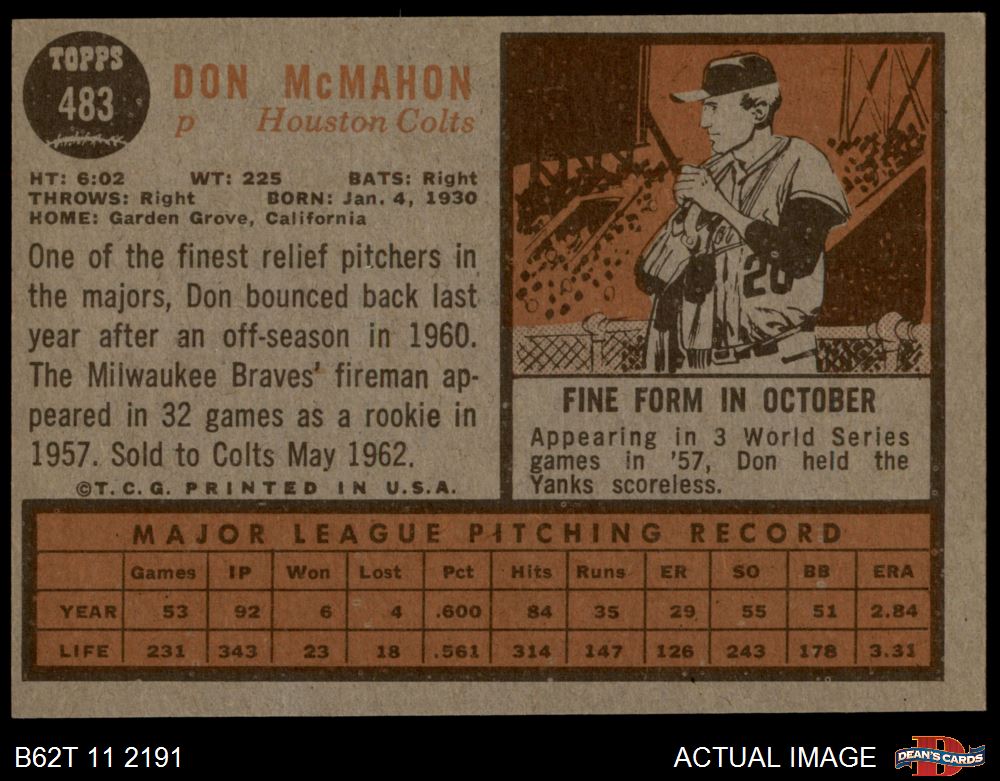 TOPPS
483
DON McMAHON
p Houston Colts
HT: 6:02 WT: 225 BATS: Right
THROWS: Right BORN: Jan. 4, 1930
HOME: Garden Grove, California
One of the finest relief pitchers in
the majors, Don bounced back last
year after an off-season in 1960.
The Milwaukee Braves' fireman ap-
peared in 32 games as a rookie in
1957. Sold to Colts May 1962.
©T.C.G. PRINTED IN U.S.A.
20
FINE FORM IN OCTOBER
Appearing in 3 World Series
games in '57, Don held the
Yanks scoreless.
MAJOR LEAGUE PITCHING RECORD
Games IP Won Lost Pct Hits Runs ER SO BB ERA
YEAR 53 92 6 4 .600 84 35 29 55 51 2.84
LIFE 231 343 23 18 .561 314 147 126 243 178 3.31
B62T 11 2191 ACTUAL IMAGE
D
DEAN'S CARDS